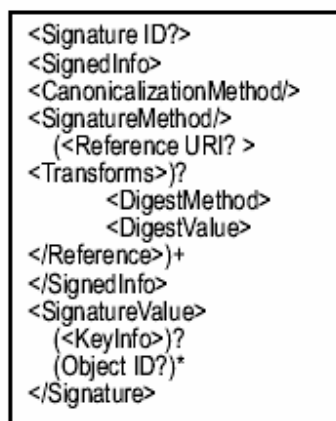 <Signature ID?>
<SignedInfo>
<CanonicalizationMethod/>
<SignatureMethod/>
(<Reference URI? >
<Transforms>)?
<DigestMethod>
<DigestValue>
</Reference>)+
</SignedInfo>
<SignatureValue>
(<KeyInfo>)?
(Object ID?)*
</Signature>